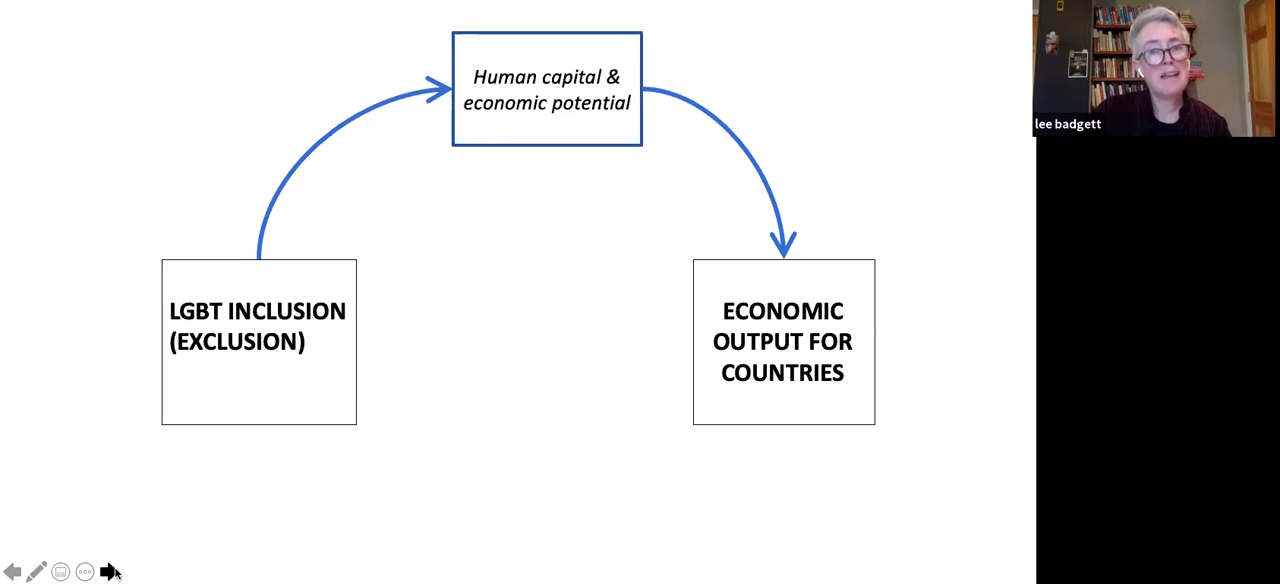 Human capital &
economic potential
LGBT INCLUSION
(EXCLUSION)
ECONOMIC
OUTPUT FOR
COUNTRIES
lee badgett